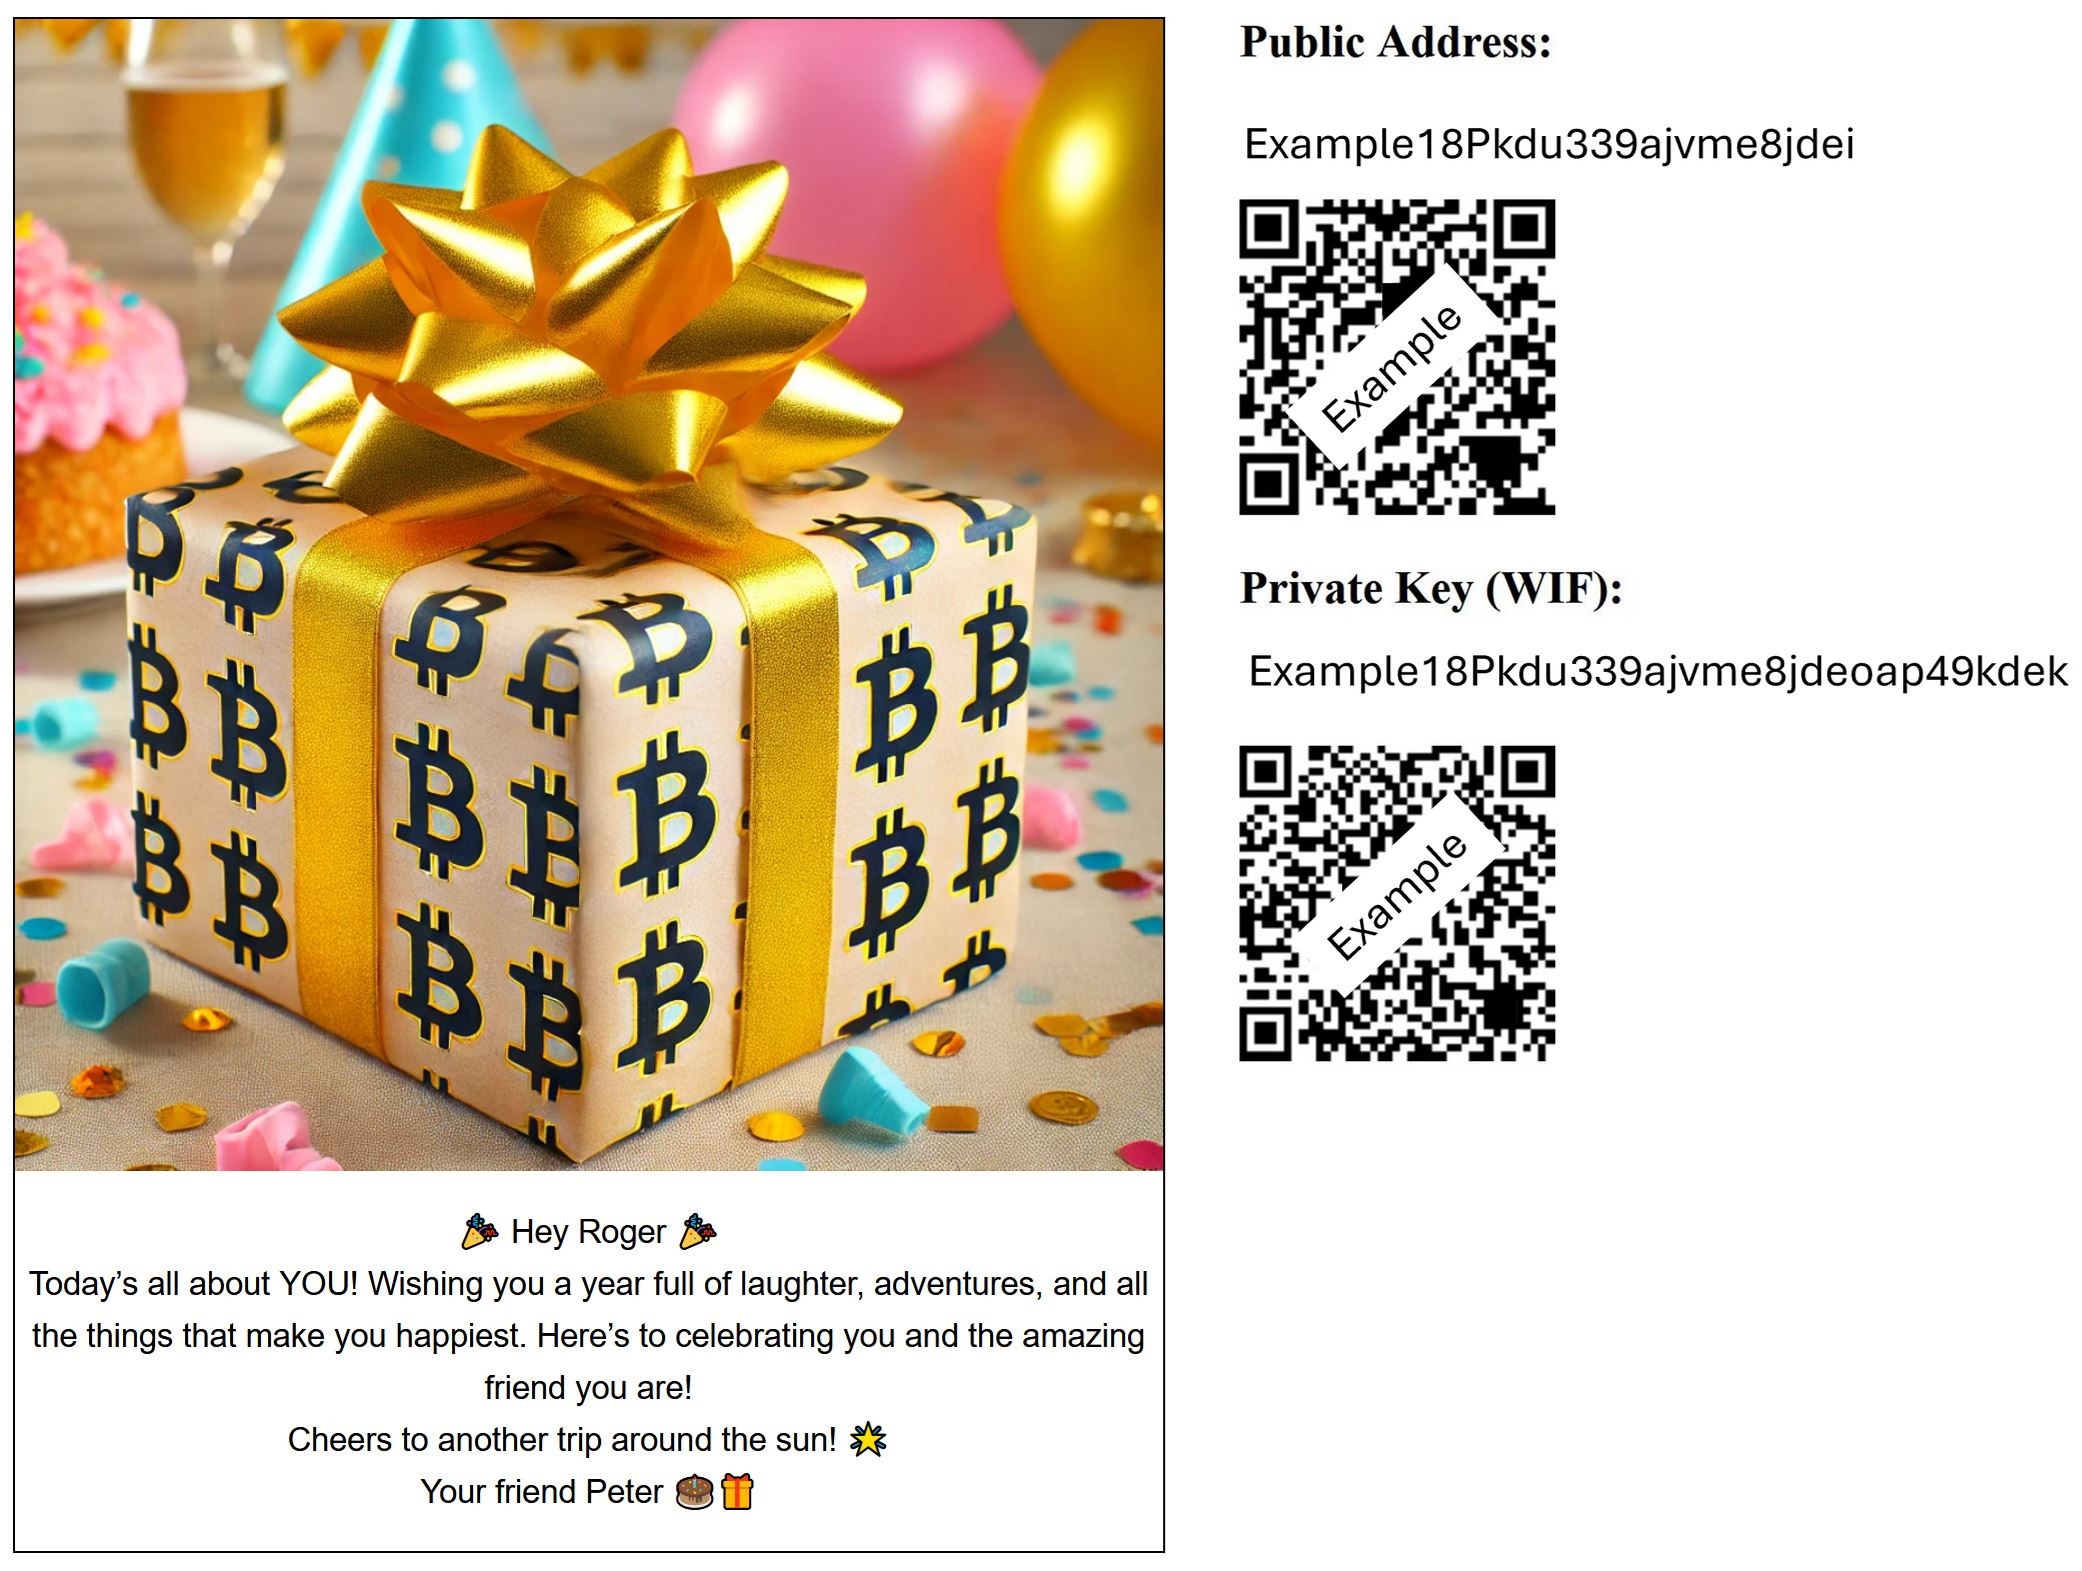 Public Address:
Example18Pkdu339ajvme8jdei
Example
Private Key (WIF):
Example18Pkdu339ajvme8jdeoap49kdek
Example
🎉 Hey Roger 🎉
Today’s all about YOU! Wishing you a year full of laughter, adventures, and all
the things that make you happiest. Here’s to celebrating you and the amazing
friend you are!
Cheers to another trip around the sun! 🌟
Your friend Peter 🎂🎁